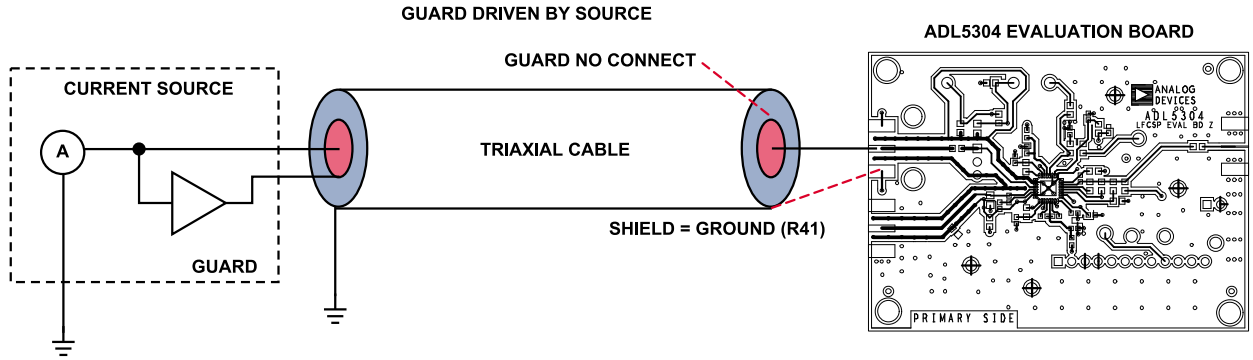 GUARD DRIVEN BY SOURCE
ADL5304 EVALUATION BOARD
GUARD NO CONNECT
CURRENT SOURCE
A
TRIAXIAL CABLE
GUARD
SHIELD = GROUND (R41)
ANALOG
DEVICES
ADL5304
LFCSP EVAL BD Z
PRIMARY SIDE